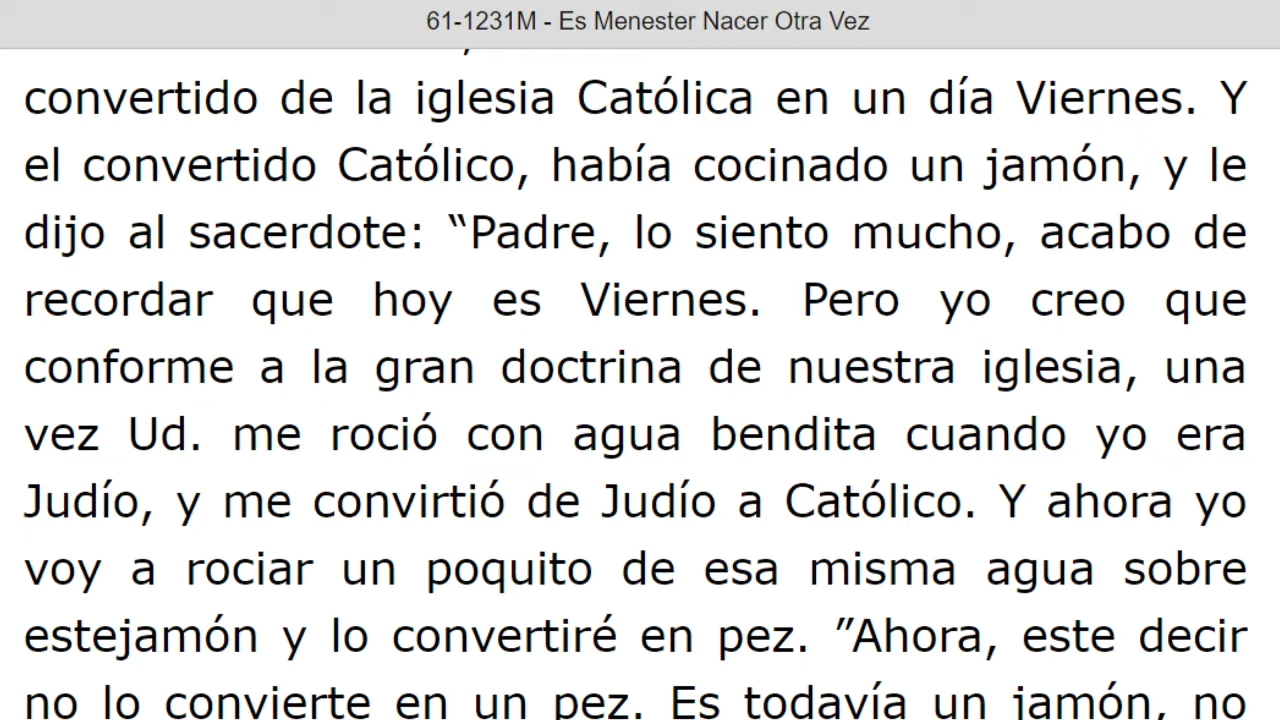 61-1231M - Es Menester Nacer Otra Vez
convertido de la iglesia Católica en un día Viernes. Y
el convertido Católico, había cocinado un jamón, y le
dijo al sacerdote: “Padre, lo siento mucho, acabo de
recordar que hoy es Viernes. Pero yo creo que
conforme a la gran doctrina de nuestra iglesia, una
vez Ud. me roció con agua bendita cuando yo era
Judío, y me convirtió de Judío a Católico. Y ahora yo
voy a rociar un poquito de esa misma agua sobre
estejamón y lo convertiré en pez. ”Ahora, este decir
no lo convierte en un pez. Es todavía un jamón, no